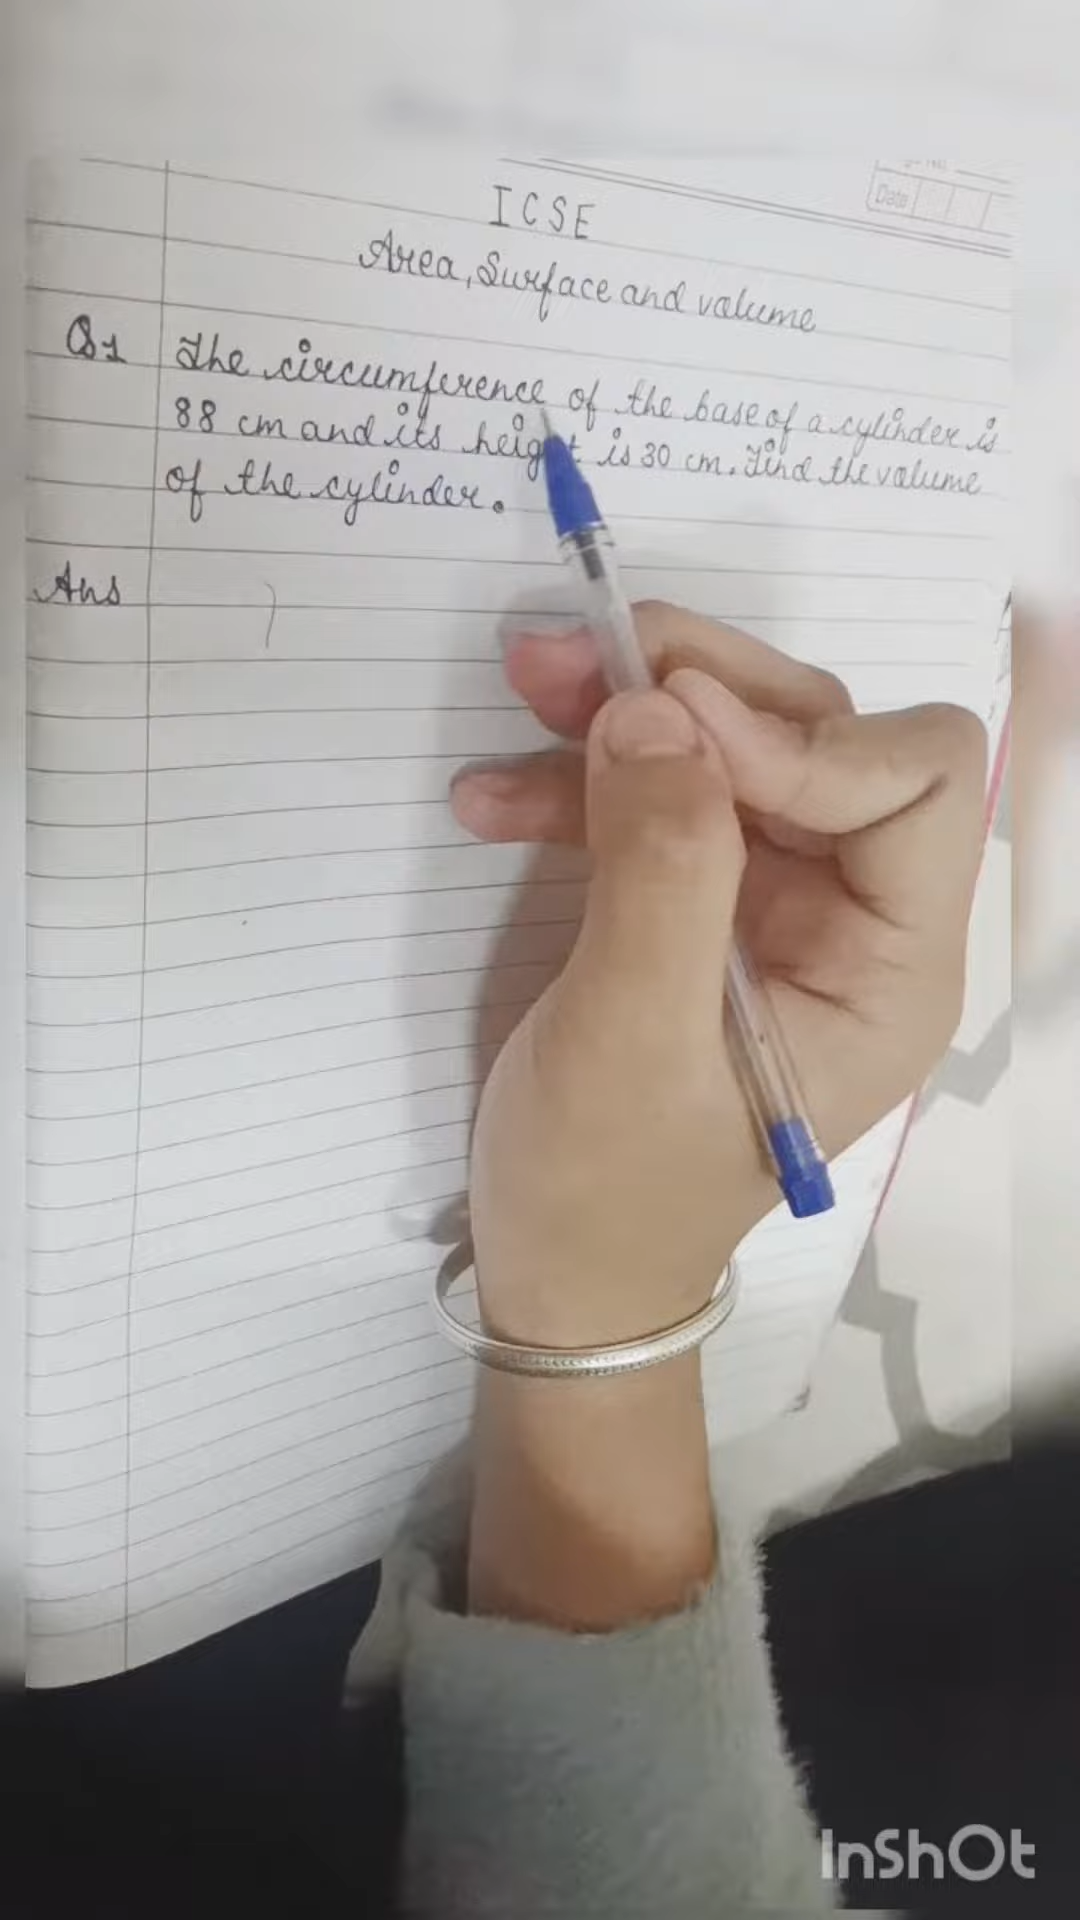 Date
ICSE
Area, Surface and volume
Q1 The circumference of the base of a cylinder is
88 cm and its height is 30 cm. Find the volume
of the cylinder.
Ans
InShOt